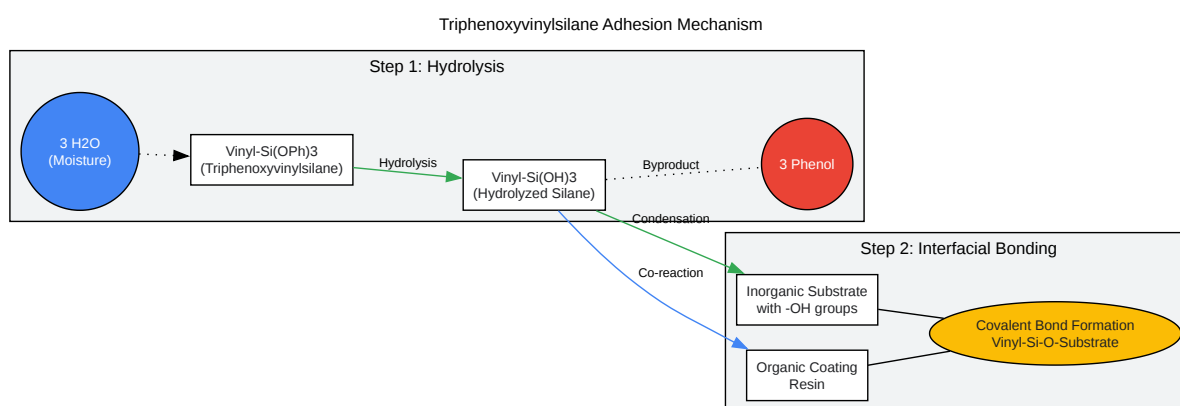 Triphenoxyvinylsilane Adhesion Mechanism
Step 1: Hydrolysis
3 H2O
(Moisture)
Vinyl-Si(OPh)3
(Triphenoxyvinylsilane)
Hydrolysis
Vinyl-Si(OH)3
(Hydrolyzed Silane)
Byproduct
3 Phenol
Condensation
Co-reaction
Step 2: Interfacial Bonding
Inorganic Substrate
with -OH groups
Organic Coating
Resin
Covalent Bond Formation
Vinyl-Si-O-Substrate